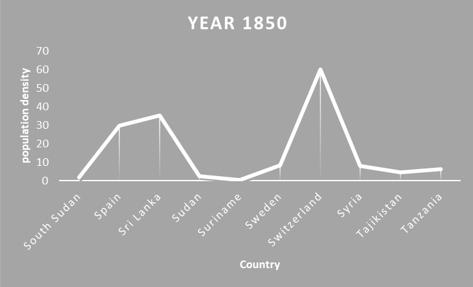 YEAR 1850
population density
70
60
50
40
30
20
10
0
South Sudan
Spain
Sri Lanka
Sudan
Suriname
Sweden
Switzerland
Syria
Tajikistan
Tanzania
Country